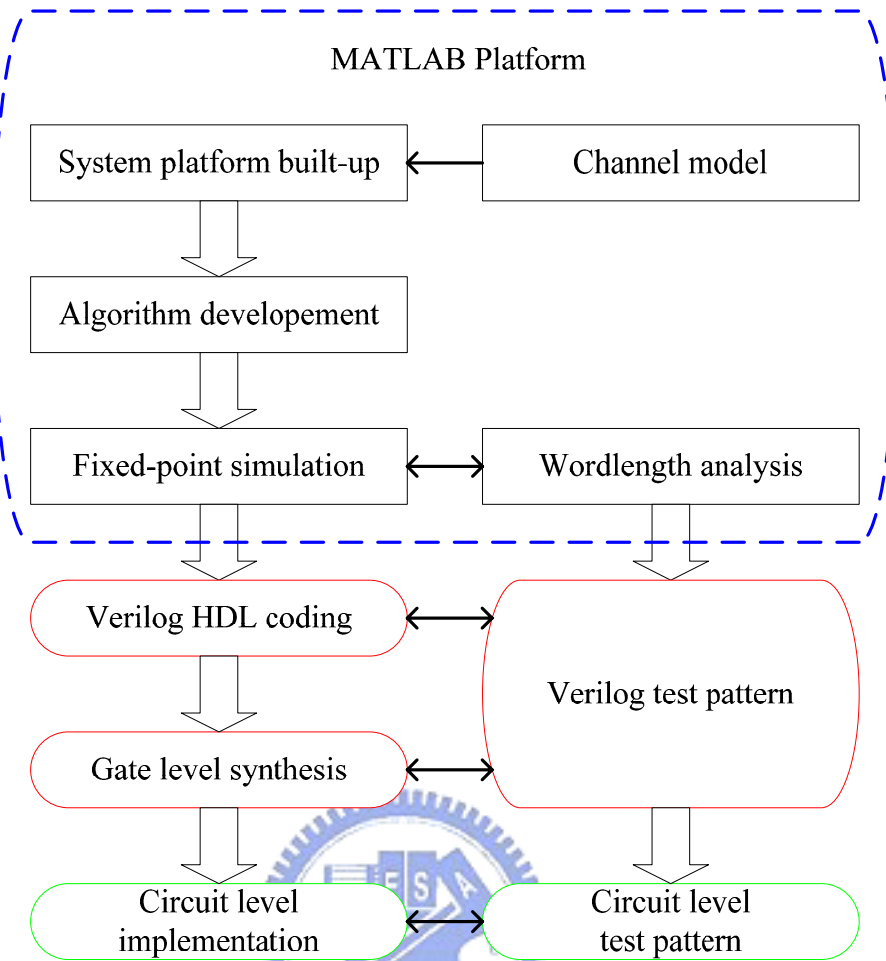 MATLAB Platform
System platform built-up
Channel model
Algorithm developement
Fixed-point simulation
Wordlength analysis
Verilog HDL coding
Verilog test pattern
Gate level synthesis
Circuit level
implementation
Circuit level
test pattern
E S A